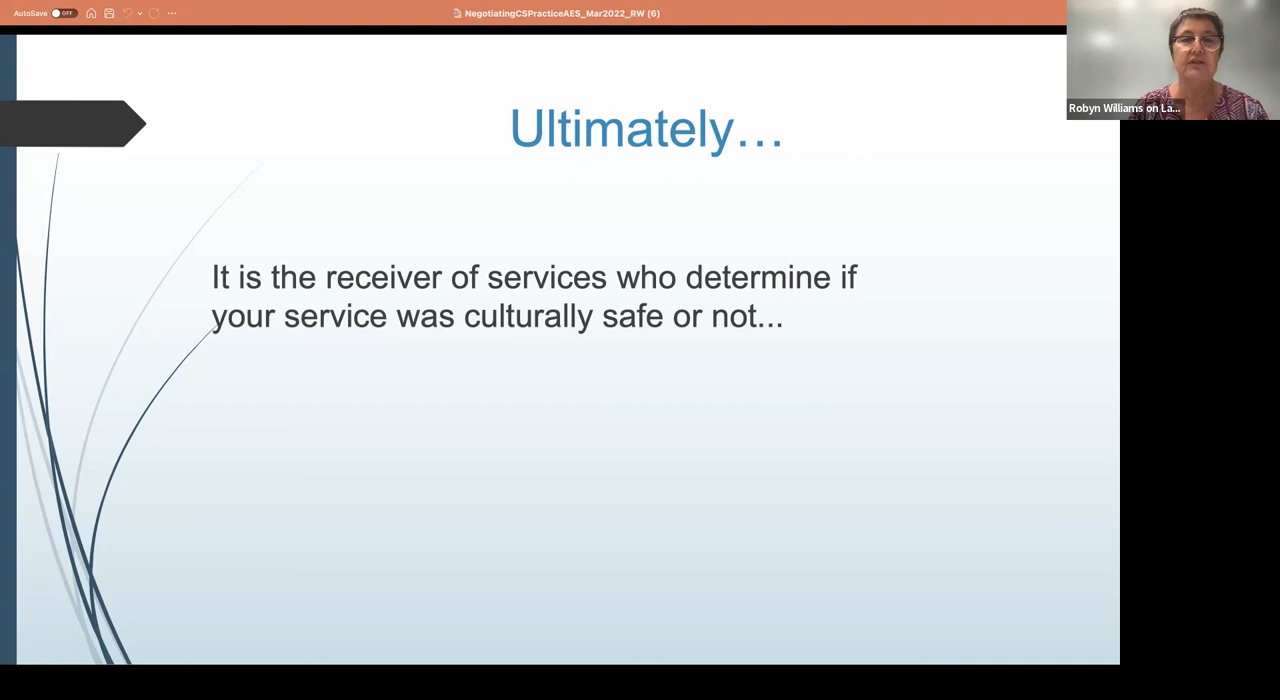 AutoSave OFF
NegotiatingCSPracticeAES_Mar2022_RW (6)
Robyn Williams on La...
Ultimately...
It is the receiver of services who determine if
your service was culturally safe or not...